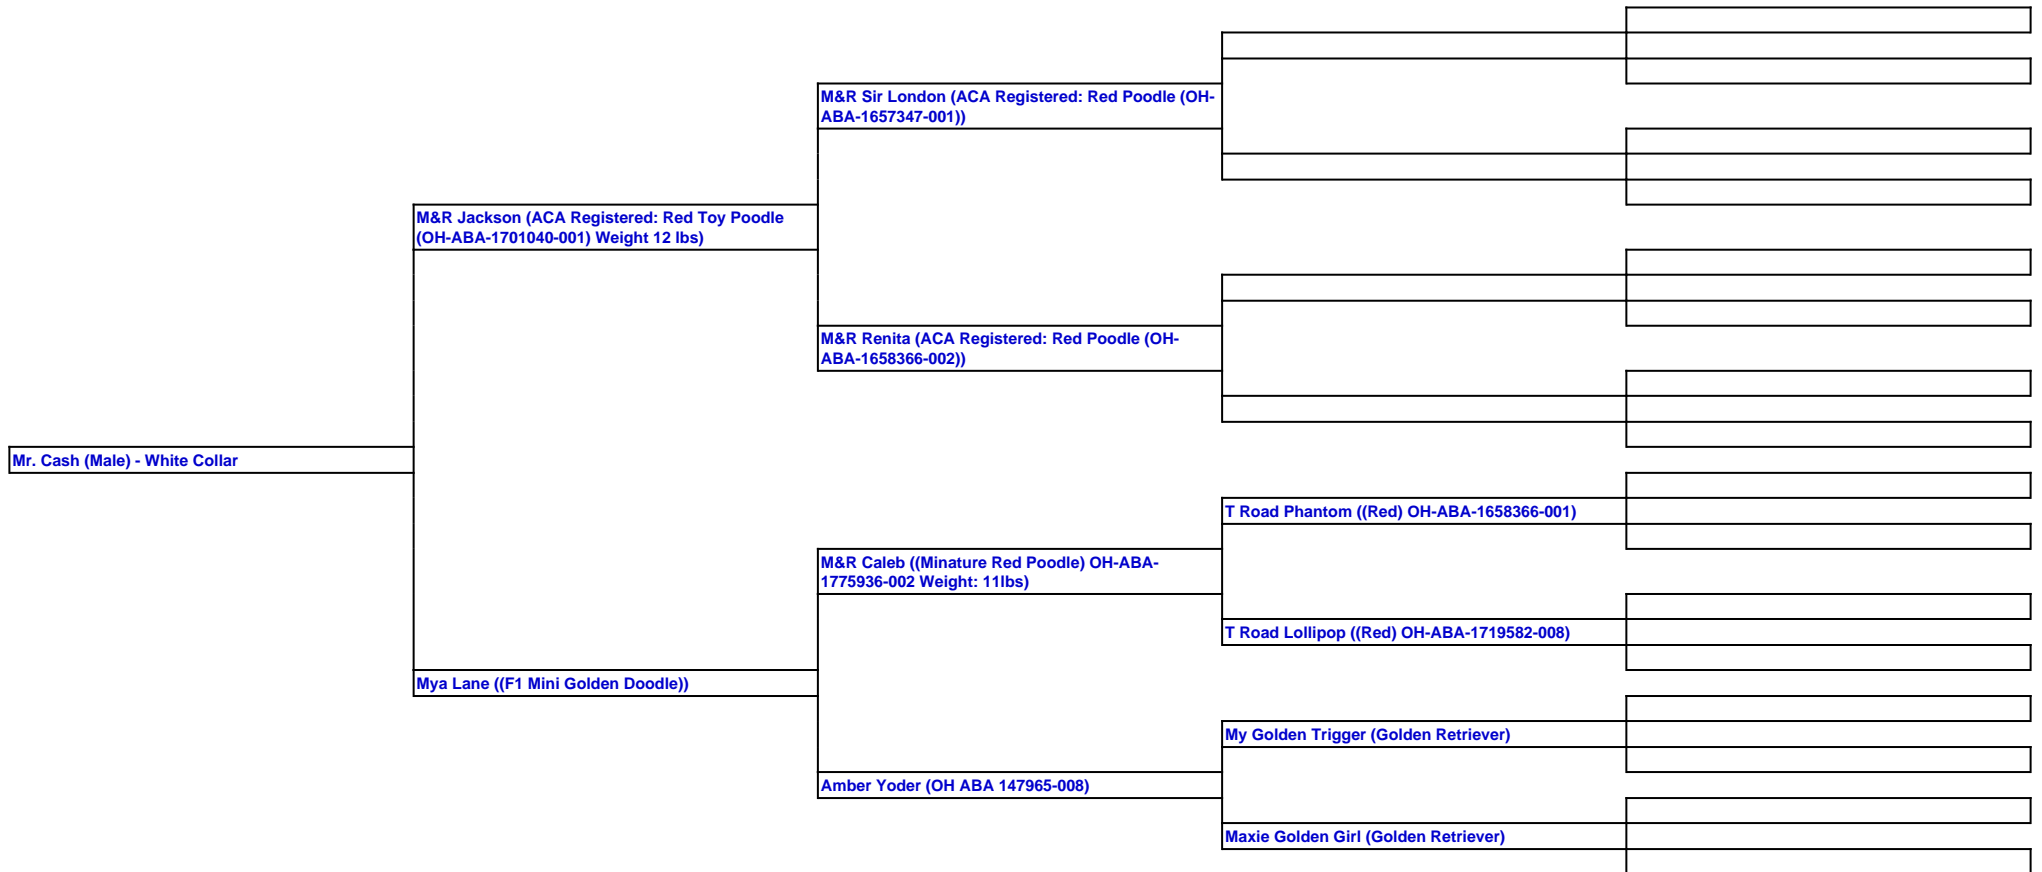 M&R Sir London (ACA Registered: Red Poodle (OH-
ABA-1657347-001))
M&R Jackson (ACA Registered: Red Toy Poodle
(OH-ABA-1701040-001) Weight 12 lbs)
M&R Renita (ACA Registered: Red Poodle (OH-
ABA-1658366-002))
Mr. Cash (Male) - White Collar
T Road Phantom ((Red) OH-ABA-1658366-001)
M&R Caleb ((Minature Red Poodle) OH-ABA-
1775936-002 Weight: 11lbs)
T Road Lollipop ((Red) OH-ABA-1719582-008)
Mya Lane ((F1 Mini Golden Doodle))
My Golden Trigger (Golden Retriever)
Amber Yoder (OH ABA 147965-008)
Maxie Golden Girl (Golden Retriever)